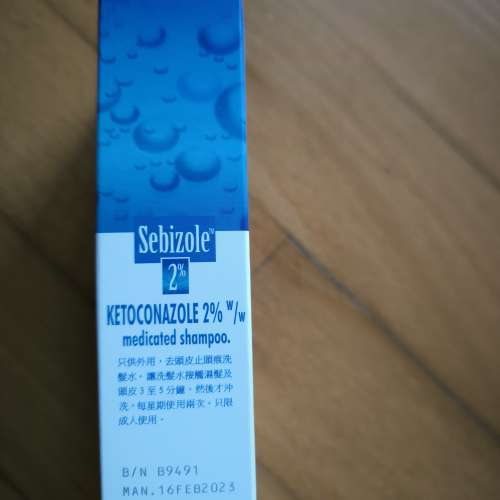 Sebizole™
2%
KETOCONAZOLE 2% w/w
medicated shampoo.
只供外用。去頭皮止頭痕洗
髮水。讓洗髮水接觸濕髮及
頭皮3至5分鐘，然後才沖
洗。每星期使用兩次。只限
成人使用。
B/N B9491
MAN.16FEB2023